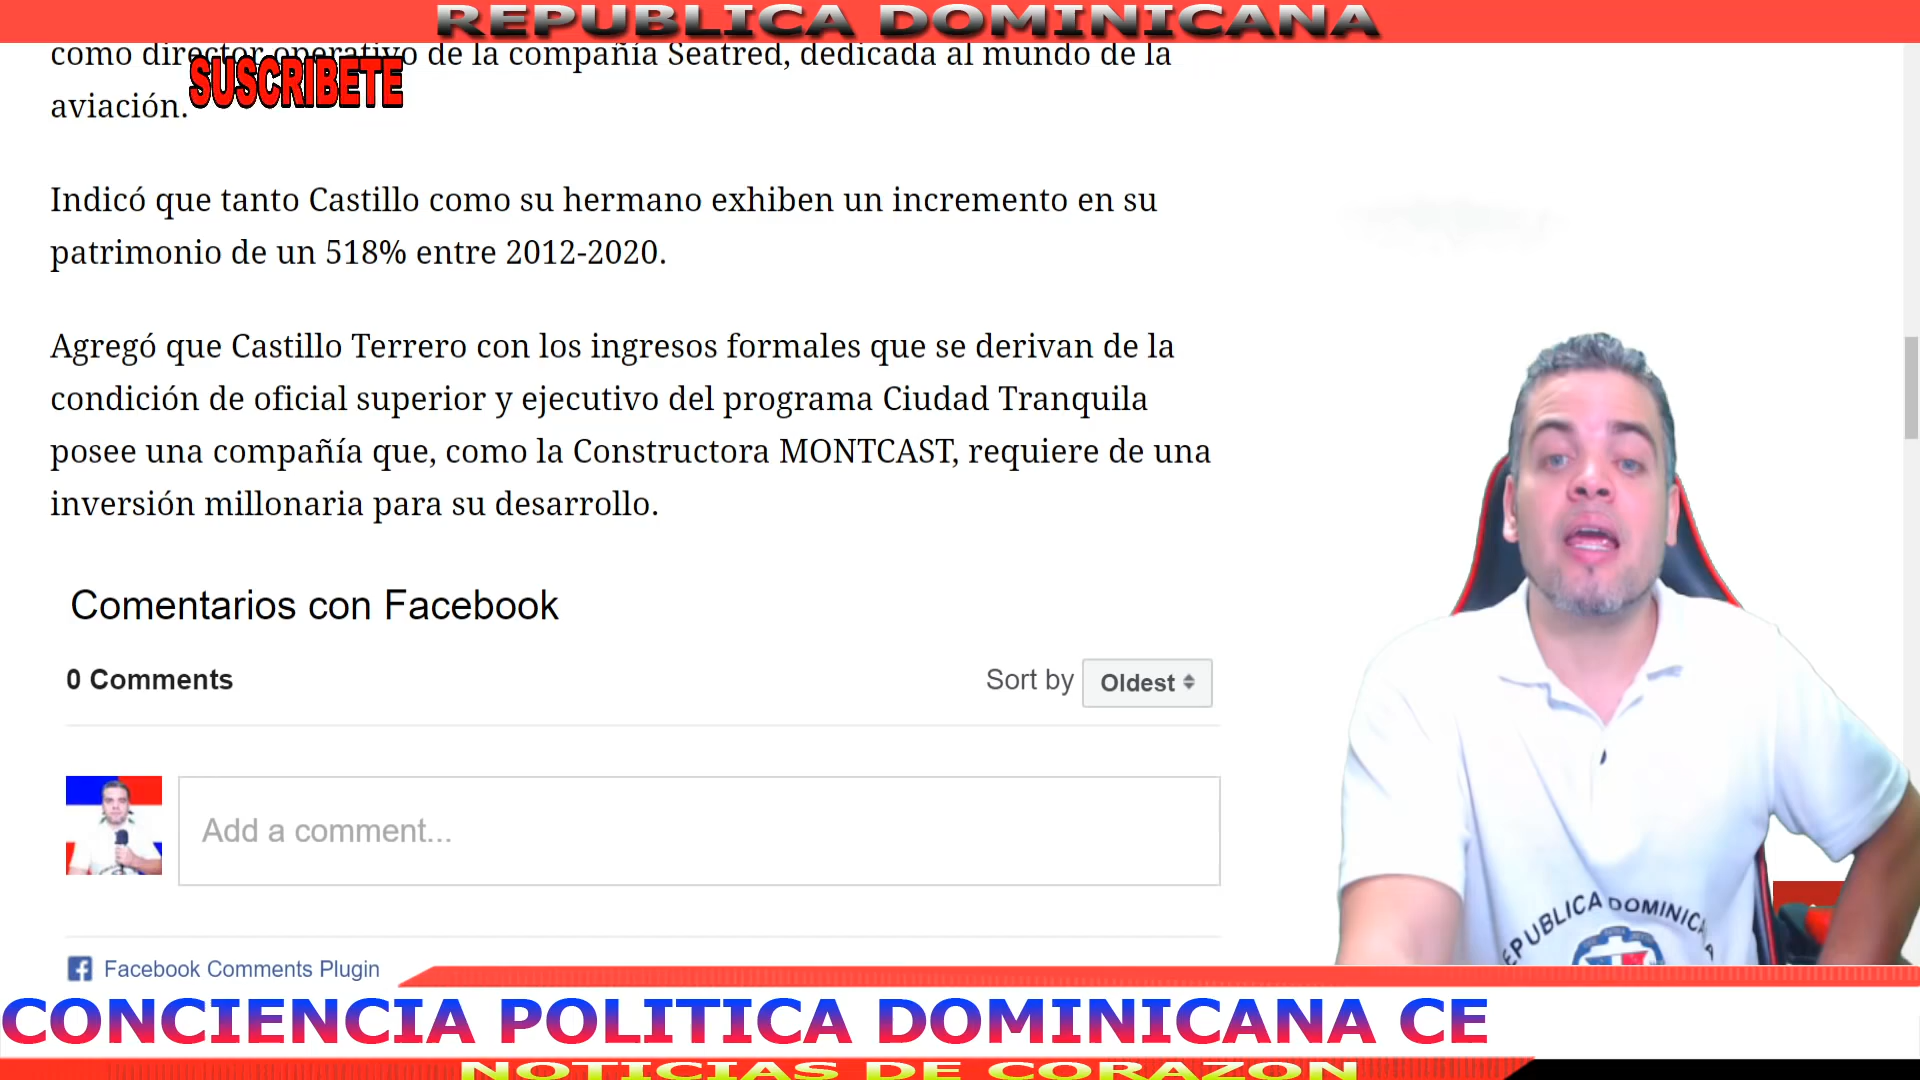 REPUBLICA DOMINICANA
como director operativo de la compañía Seatred, dedicada al mundo de la
SUSCRIBETE
aviación.
Indicó que tanto Castillo como su hermano exhiben un incremento en su
patrimonio de un 518% entre 2012-2020.
Agregó que Castillo Terrero con los ingresos formales que se derivan de la
condición de oficial superior y ejecutivo del programa Ciudad Tranquila
posee una compañía que, como la Constructora MONTCAST, requiere de una
inversión millonaria para su desarrollo.
Comentarios con Facebook
0 Comments
Sort by Oldest
Add a comment...
Facebook Comments Plugin
REPUBLICA DOMINICANA
CONCIENCIA POLITICA DOMINICANA CE
NOTICIAS DE CORAZON